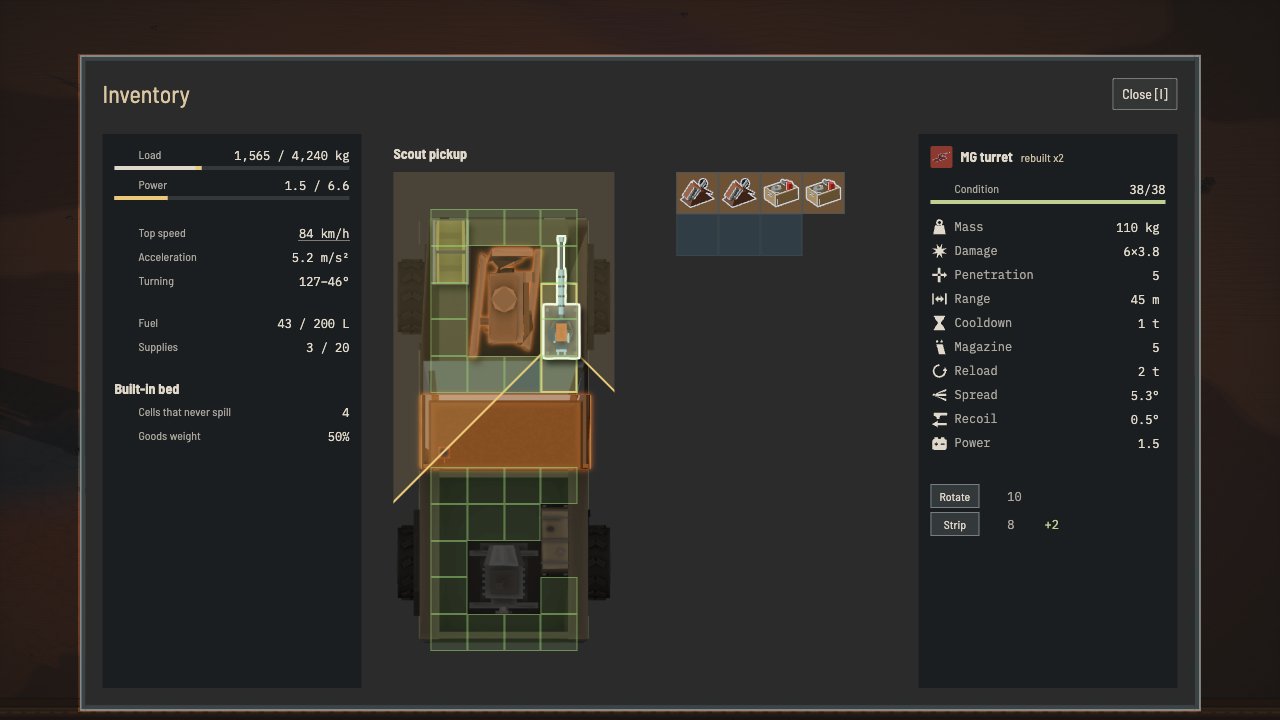 Inventory
Close [I]
Load 1,565 / 4,240 kg
Power 1.5 / 6.6
Top speed 84 km/h
Acceleration 5.2 m/s²
Turning 127–46°
Fuel 43 / 200 L
Supplies 3 / 20
Built-in bed
Cells that never spill 4
Goods weight 50%
Scout pickup
MG turret rebuilt x2
Condition 38/38
Mass 110 kg
Damage 6×3.8
Penetration 5
Range 45 m
Cooldown 1 t
Magazine 5
Reload 2 t
Spread 5.3°
Recoil 0.5°
Power 1.5
Rotate 10
Strip 8 +2